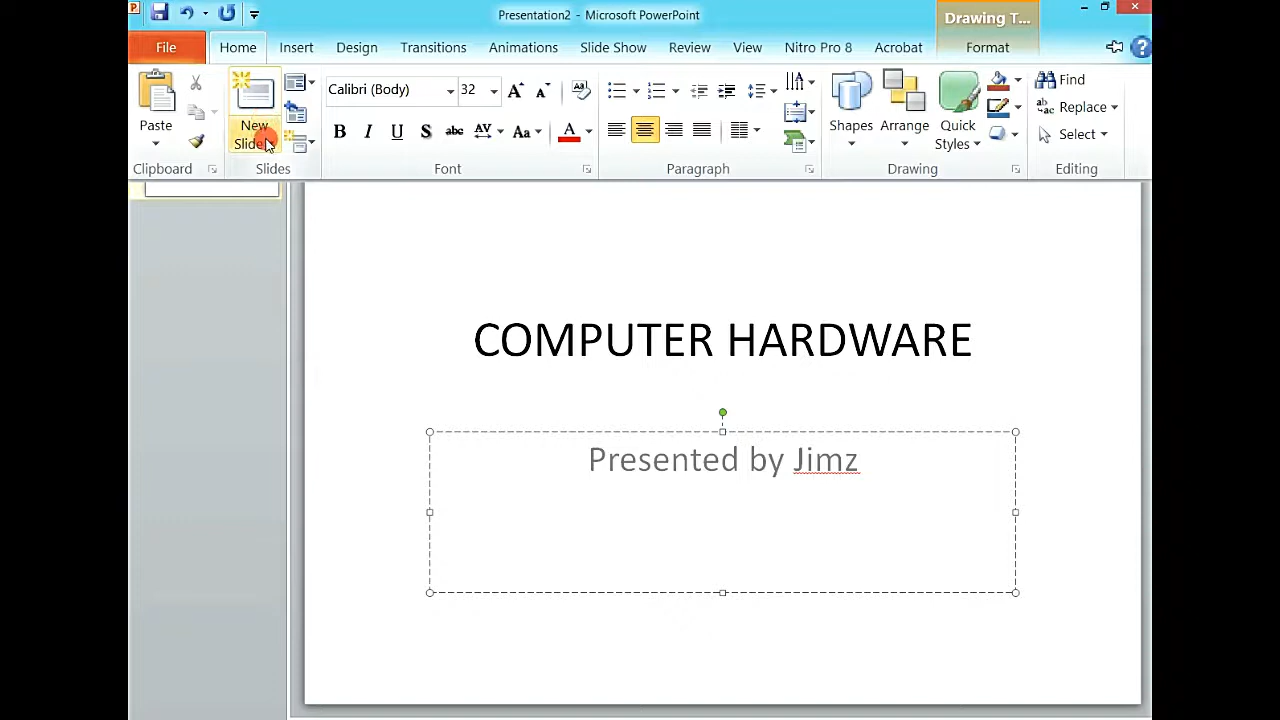 Presentation2 - Microsoft PowerPoint
Drawing T...
File Home Insert Design Transitions Animations Slide Show Review View Nitro Pro 8 Acrobat Format
Calibri (Body) 32
Find
Replace
Select
Paste
New
Slide
B I U S abc AV Aa A
Shapes Arrange Quick
Styles
Clipboard Slides Font Paragraph Drawing Editing
COMPUTER HARDWARE
Presented by Jimz